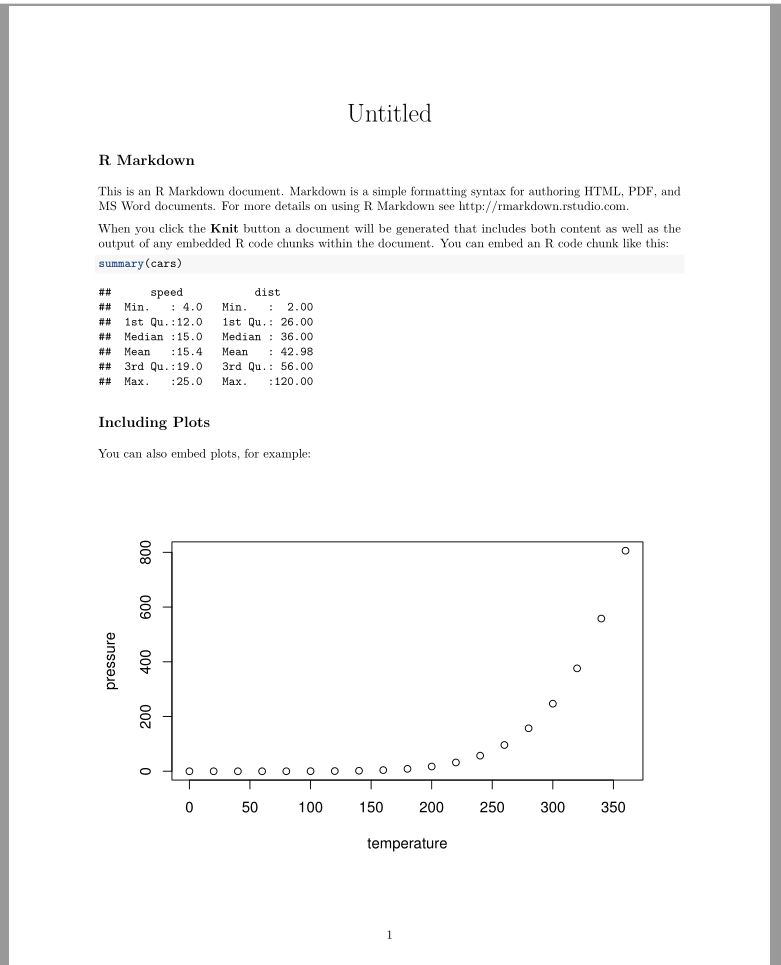 Untitled
R Markdown
This is an R Markdown document. Markdown is a simple formatting syntax for authoring HTML, PDF, and
MS Word documents. For more details on using R Markdown see http://rmarkdown.rstudio.com.
When you click the Knit button a document will be generated that includes both content as well as the
output of any embedded R code chunks within the document. You can embed an R code chunk like this:
summary(cars)
##      speed           dist
##  Min.   : 4.0   Min.   :  2.00
##  1st Qu.:12.0   1st Qu.: 26.00
##  Median :15.0   Median : 36.00
##  Mean   :15.4   Mean   : 42.98
##  3rd Qu.:19.0   3rd Qu.: 56.00
##  Max.   :25.0   Max.   :120.00
Including Plots
You can also embed plots, for example:
800
600
400
200
0
pressure
0 50 100 150 200 250 300 350
temperature
1